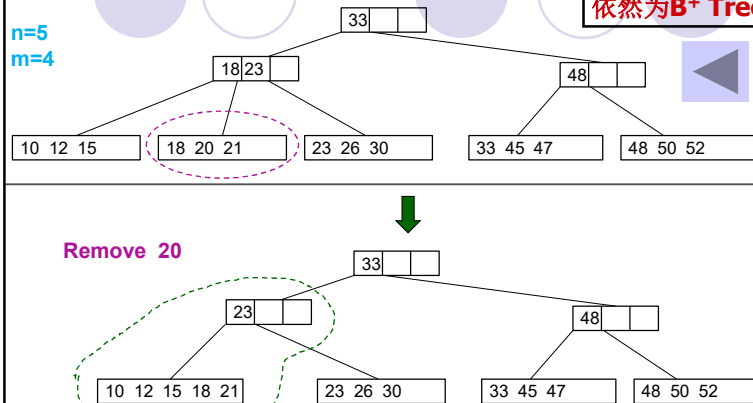 依然为B+ Tree
n=5
m=4
33
18 23
48
10 12 15
18 20 21
23 26 30
33 45 47
48 50 52
Remove 20
33
23
48
10 12 15 18 21
23 26 30
33 45 47
48 50 52